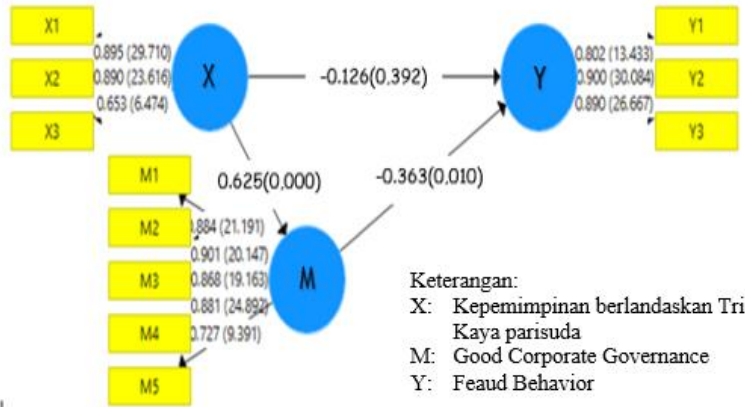 X1
X2
X3
0.895 (29.710)
0.890 (23.616)
0.653 (6.474)
X
-0.126(0.392)
Y
0.802 (13.433)
0.900 (30.084)
0.890 (26.667)
Y1
Y2
Y3
0.625(0,000)
-0.363(0,010)
M1
M2
M3
M4
M5
0.884 (21.191)
0.901 (20.147)
0.868 (19.163)
0.881 (24.892)
0.727 (9.391)
M
Keterangan:
X: Kepemimpinan berlandaskan Tri
Kaya parisuda
M: Good Corporate Governance
Y: Feaud Behavior